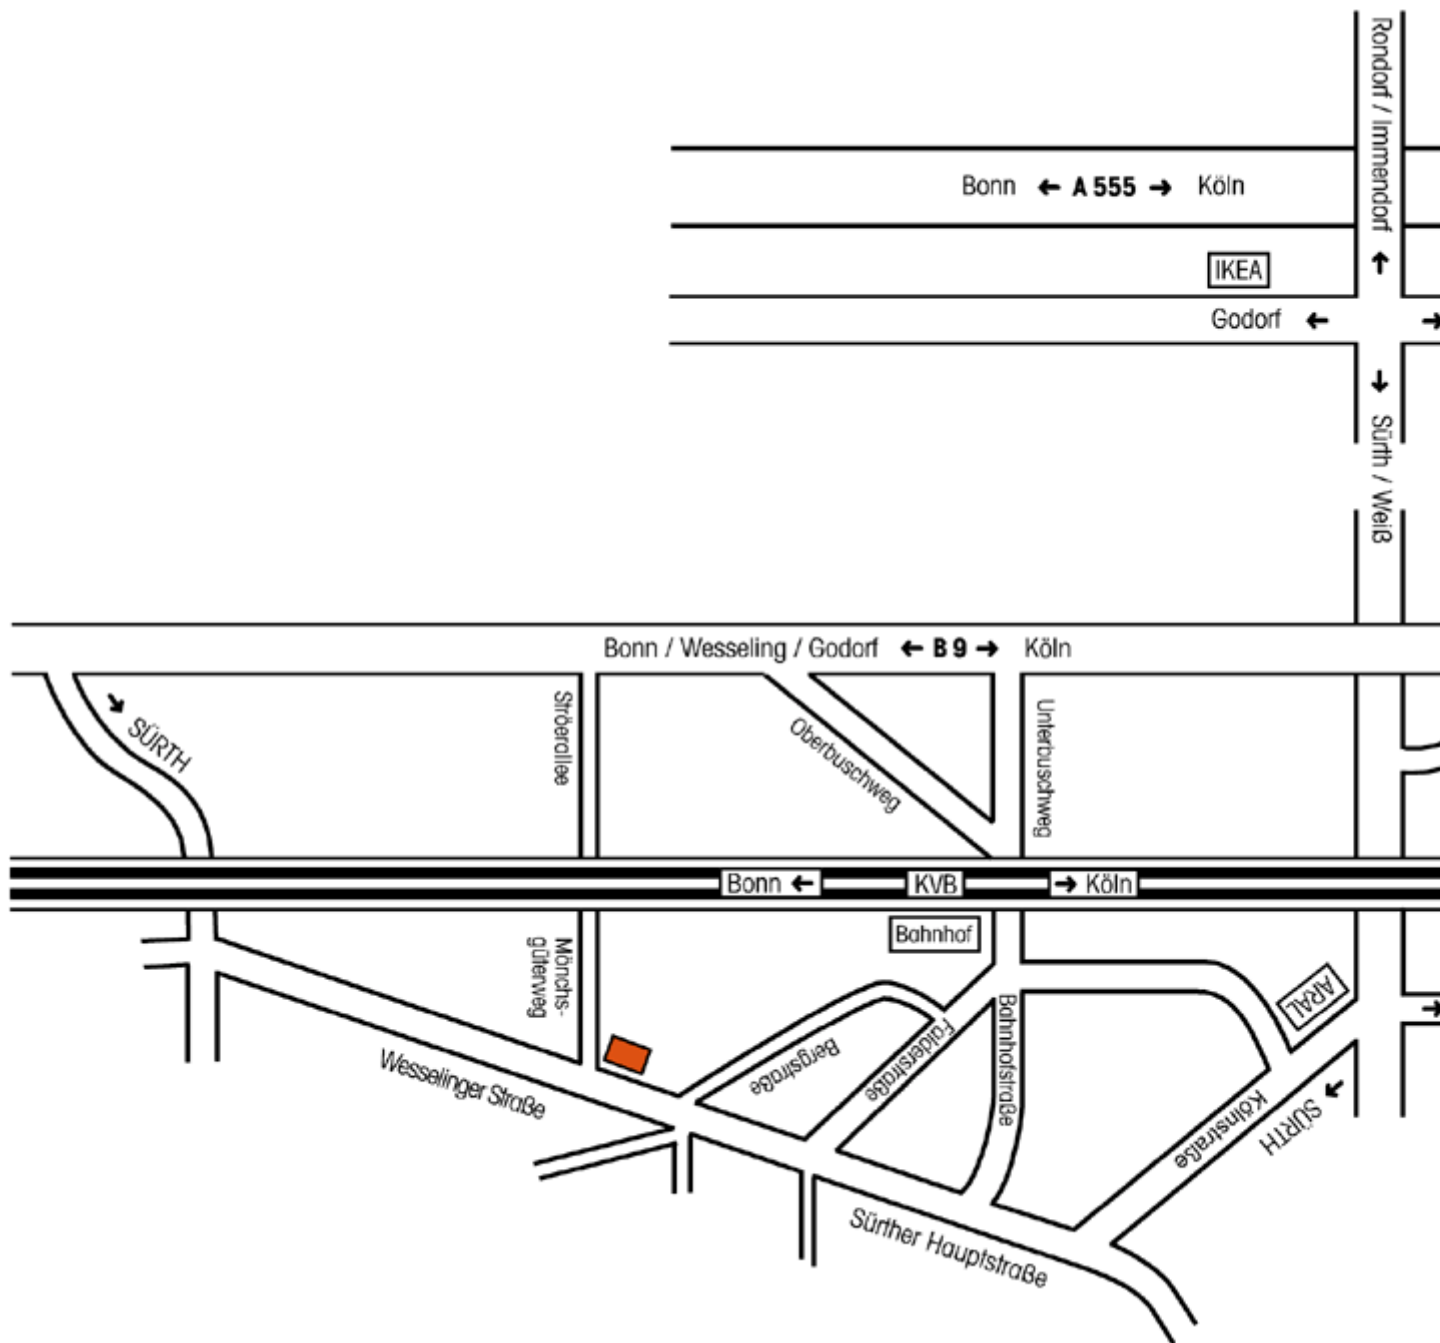 Rondorf / Immendorf
Bonn ← A 555 → Köln
IKEA
Godorf
Sürth / Weiß
Bonn / Wesseling / Godorf ← B 9 → Köln
SÜRTH
Ströerallee
Oberbuschweg
Unterbuschweg
Bonn ← KVB → Köln
Bahnhof
Mönchs-
güterweg
ARAL
Bahnhofstraße
Falderstraße
Bergstraße
Wesselinger Straße
Kölnstraße
SÜRTH
Sürther Hauptstraße